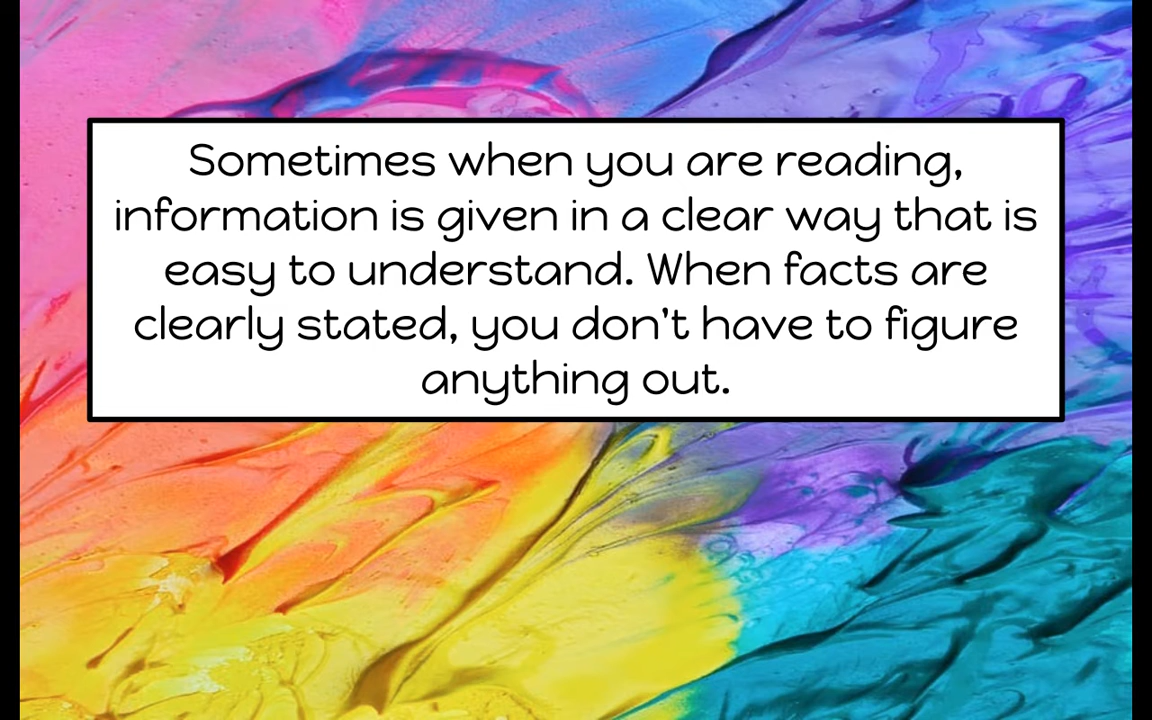 Sometimes when you are reading,
information is given in a clear way that is
easy to understand. When facts are
clearly stated, you don't have to figure
anything out.